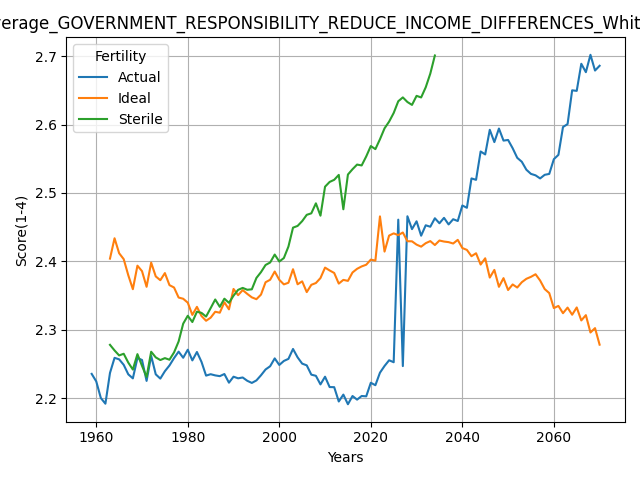 verage_GOVERNMENT_RESPONSIBILITY_REDUCE_INCOME_DIFFERENCES_Whit
Fertility
Actual
Ideal
Sterile
Score(1-4)
2.7
2.6
2.5
2.4
2.3
2.2
1960 1980 2000 2020 2040 2060
Years